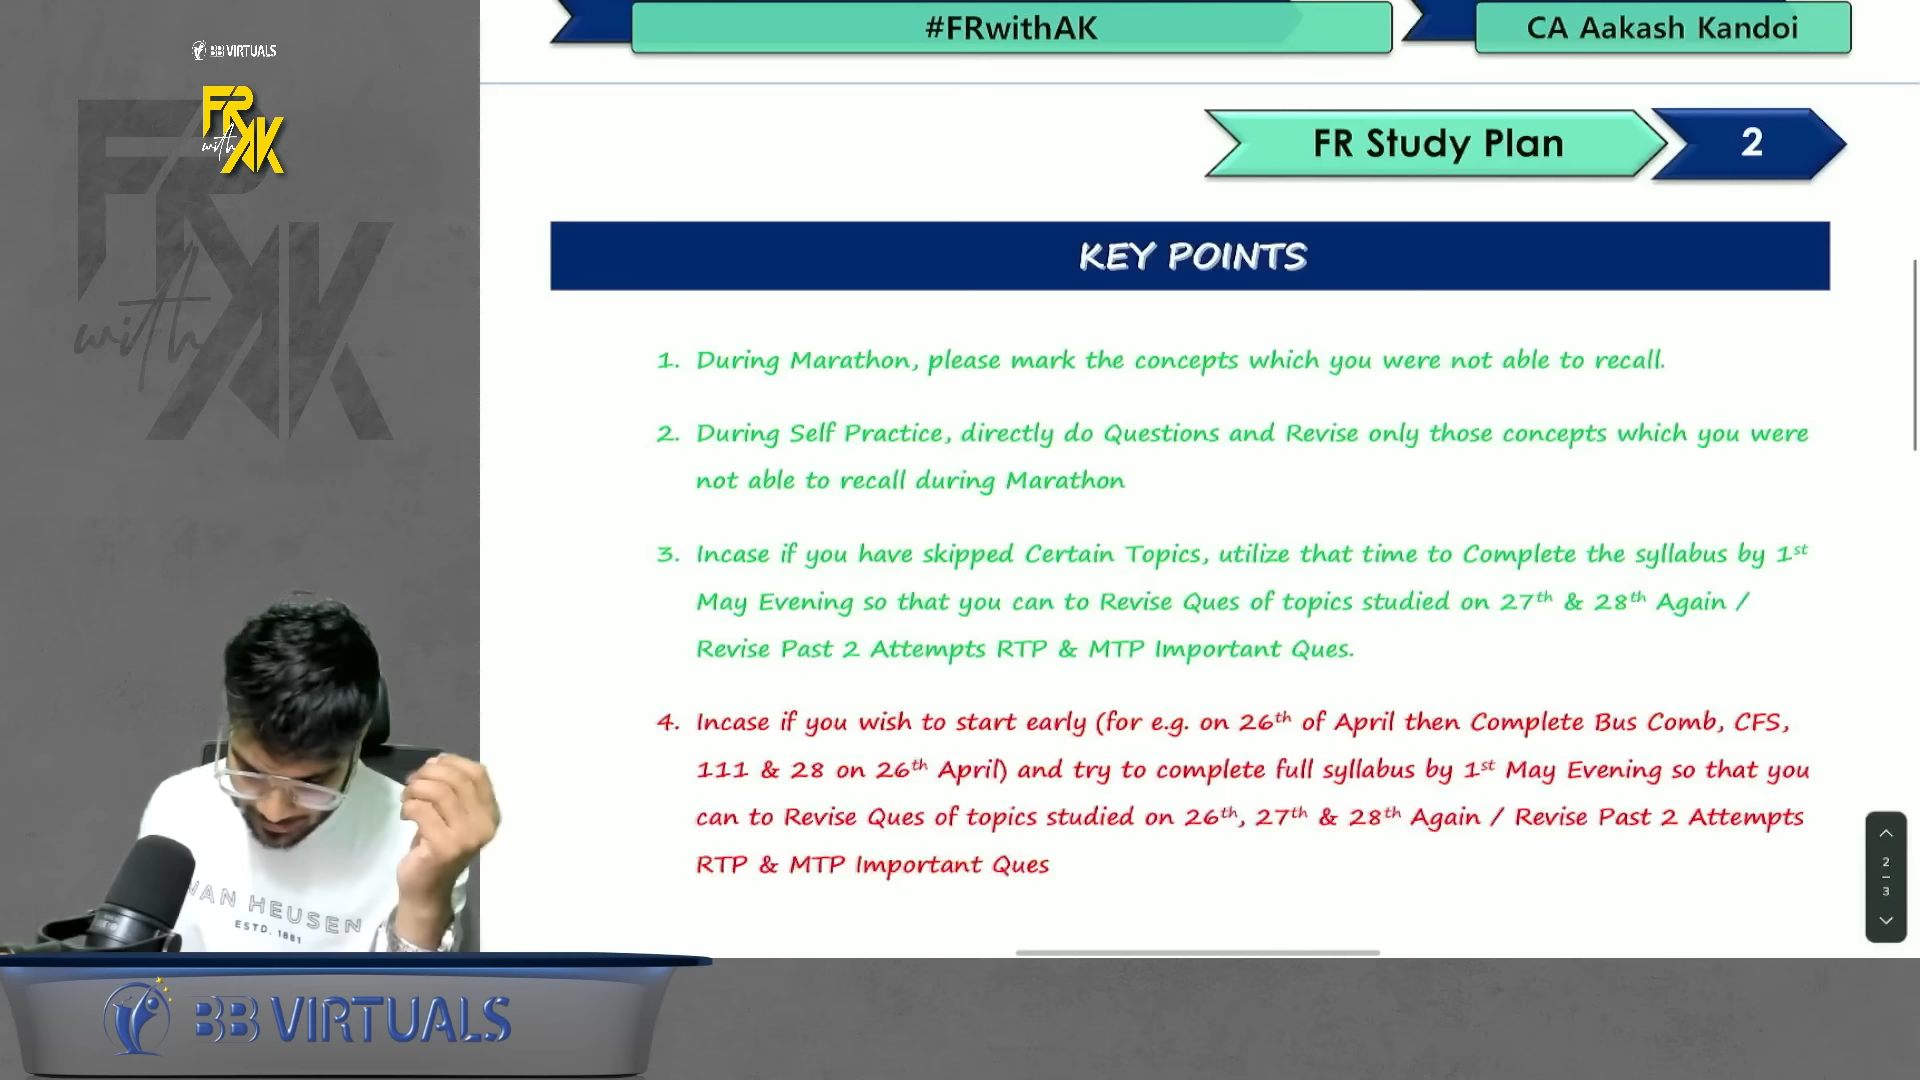 #FRwithAK
CA Aakash Kandoi
BB VIRTUALS
FR
with
AK
FR Study Plan
2
KEY POINTS
1. During Marathon, please mark the concepts which you were not able to recall.
2. During Self Practice, directly do Questions and Revise only those concepts which you were
not able to recall during Marathon
3. Incase if you have skipped Certain Topics, utilize that time to Complete the syllabus by 1st
May Evening so that you can to Revise Ques of topics studied on 27th & 28th Again /
Revise Past 2 Attempts RTP & MTP Important Ques.
4. Incase if you wish to start early (for e.g. on 26th of April then Complete Bus Comb, CFS,
111 & 28 on 26th April) and try to complete full syllabus by 1st May Evening so that you
can to Revise Ques of topics studied on 26th, 27th & 28th Again / Revise Past 2 Attempts
RTP & MTP Important Ques
FR
with
AK
VAN HEUSEN
ESTD. 1881
2
3
BB VIRTUALS